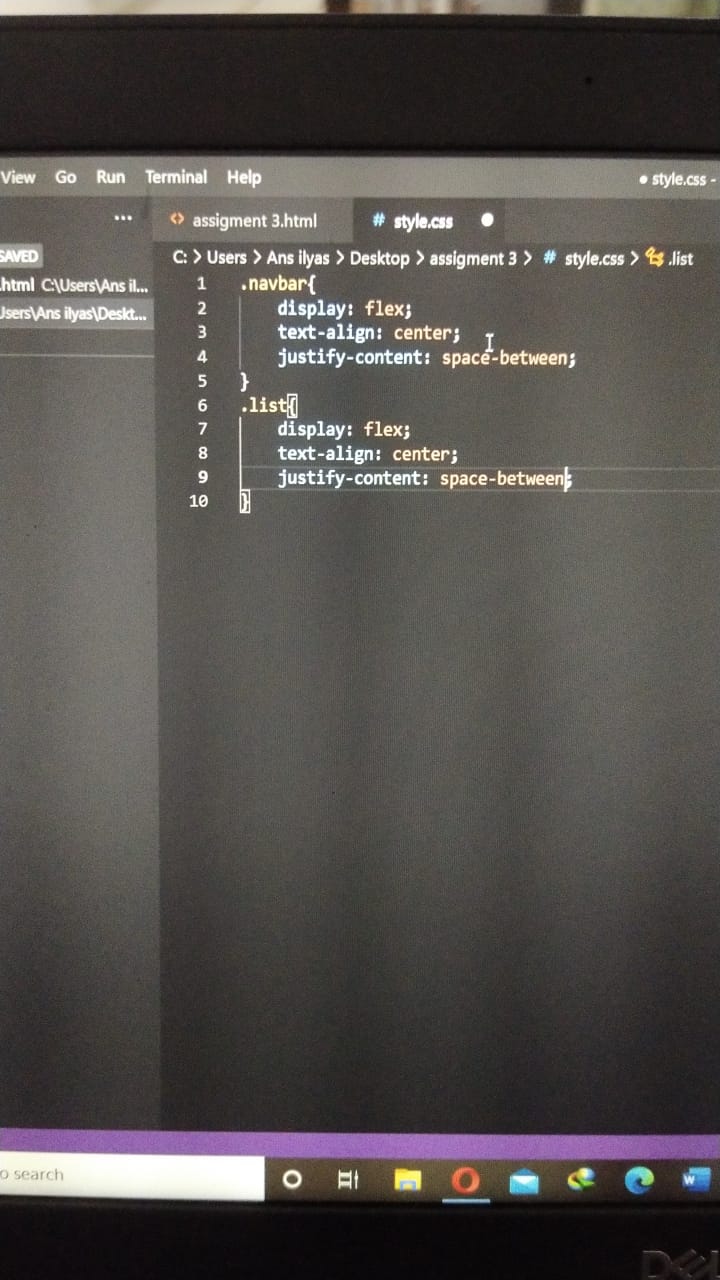 View Go Run Terminal Help ● style.css -
... <> assigment 3.html # style.css ●
SAVED
C: > Users > Ans ilyas > Desktop > assigment 3 > # style.css > .list
.html C:\Users\Ans il...
Users\Ans ilyas\Deskt...
1 .navbar{
2 display: flex;
3 text-align: center;
4 justify-content: space-between;
5 }
6 .list{
7 display: flex;
8 text-align: center;
9 justify-content: space-between;
10 }
o search
W
DELL